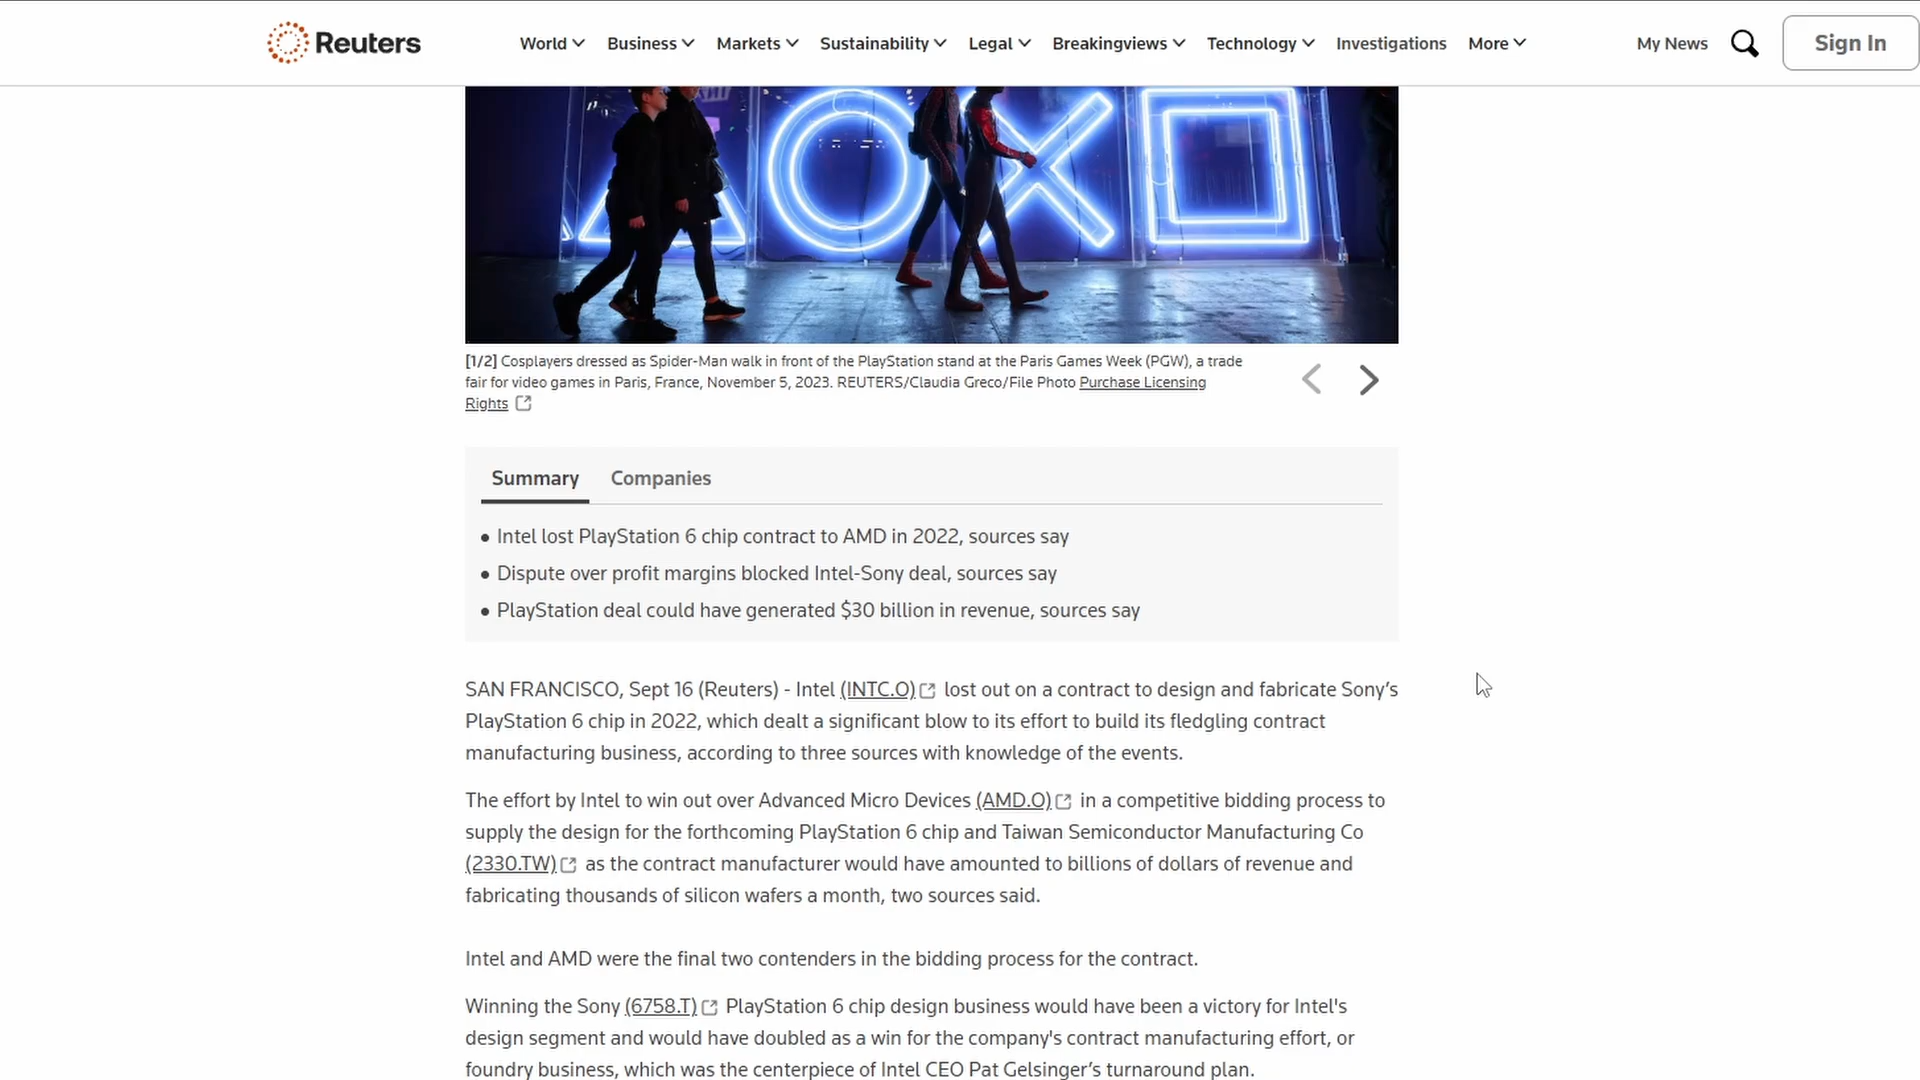 Reuters
World
Business
Markets
Sustainability
Legal
Breakingviews
Technology
Investigations
More
My News
Sign In
[1/2] Cosplayers dressed as Spider-Man walk in front of the PlayStation stand at the Paris Games Week (PGW), a trade
fair for video games in Paris, France, November 5, 2023. REUTERS/Claudia Greco/File Photo Purchase Licensing
Rights
Summary
Companies
• Intel lost PlayStation 6 chip contract to AMD in 2022, sources say
• Dispute over profit margins blocked Intel-Sony deal, sources say
• PlayStation deal could have generated $30 billion in revenue, sources say
SAN FRANCISCO, Sept 16 (Reuters) - Intel (INTC.O) lost out on a contract to design and fabricate Sony’s
PlayStation 6 chip in 2022, which dealt a significant blow to its effort to build its fledgling contract
manufacturing business, according to three sources with knowledge of the events.
The effort by Intel to win out over Advanced Micro Devices (AMD.O) in a competitive bidding process to
supply the design for the forthcoming PlayStation 6 chip and Taiwan Semiconductor Manufacturing Co
(2330.TW) as the contract manufacturer would have amounted to billions of dollars of revenue and
fabricating thousands of silicon wafers a month, two sources said.
Intel and AMD were the final two contenders in the bidding process for the contract.
Winning the Sony (6758.T) PlayStation 6 chip design business would have been a victory for Intel's
design segment and would have doubled as a win for the company's contract manufacturing effort, or
foundry business, which was the centerpiece of Intel CEO Pat Gelsinger’s turnaround plan.